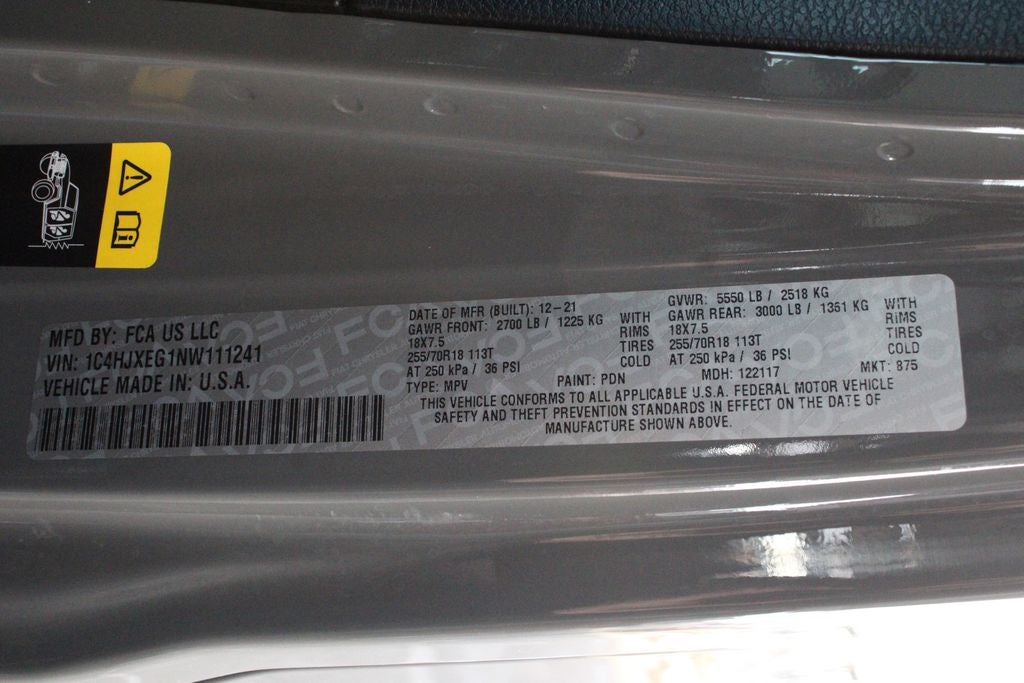 MFD BY: FCA US LLC
VIN: 1C4HJXEG1NW111241
VEHICLE MADE IN: U.S.A.
DATE OF MFR (BUILT): 12-21
GAWR FRONT: 2700 LB / 1225 KG WITH
18X7.5 RIMS
255/70R18 113T TIRES
AT 250 kPa / 36 PSI COLD
GVWR: 5550 LB / 2518 KG
GAWR REAR: 3000 LB / 1361 KG WITH
18X7.5 RIMS
255/70R18 113T TIRES
AT 250 kPa / 36 PSI COLD
TYPE: MPV PAINT: PDN MDH: 122117 MKT: 875
THIS VEHICLE CONFORMS TO ALL APPLICABLE U.S.A. FEDERAL MOTOR VEHICLE
SAFETY AND THEFT PREVENTION STANDARDS IN EFFECT ON THE DATE OF
MANUFACTURE SHOWN ABOVE.